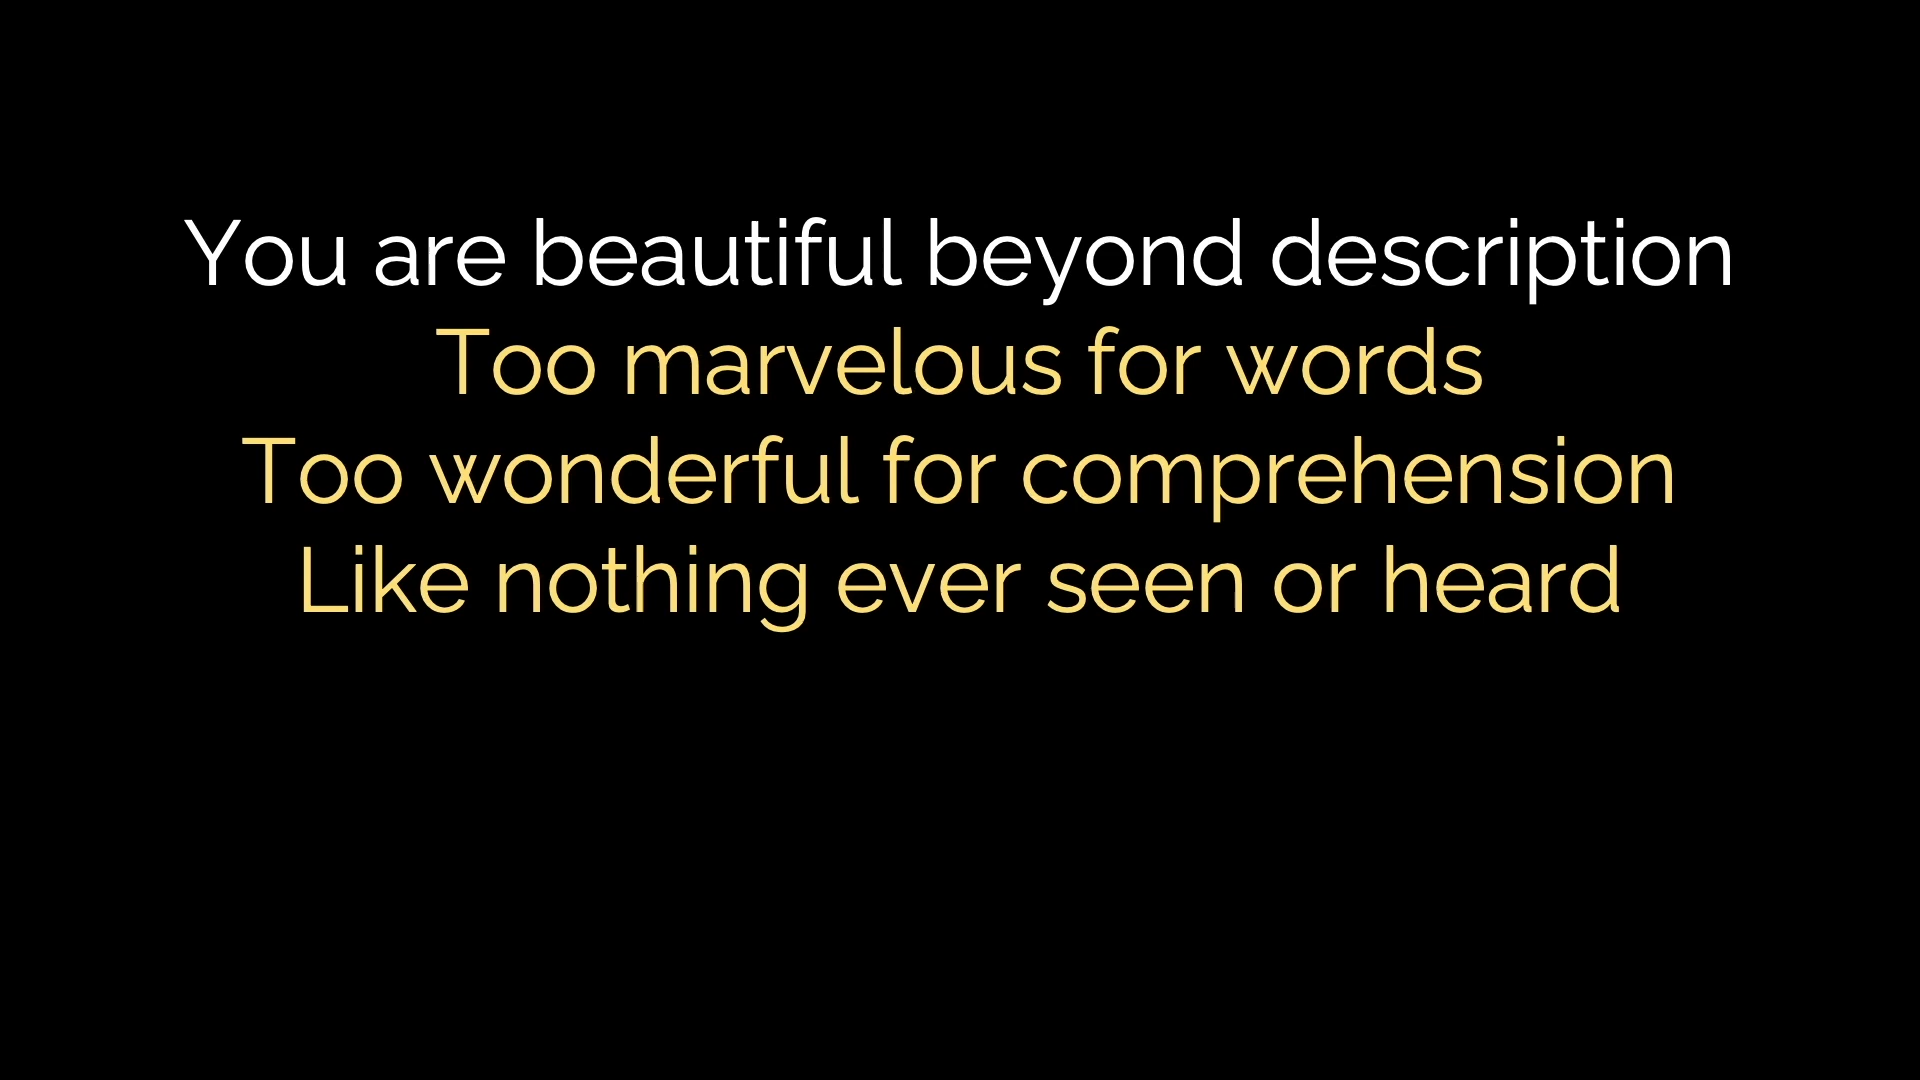 You are beautiful beyond description
Too marvelous for words
Too wonderful for comprehension
Like nothing ever seen or heard